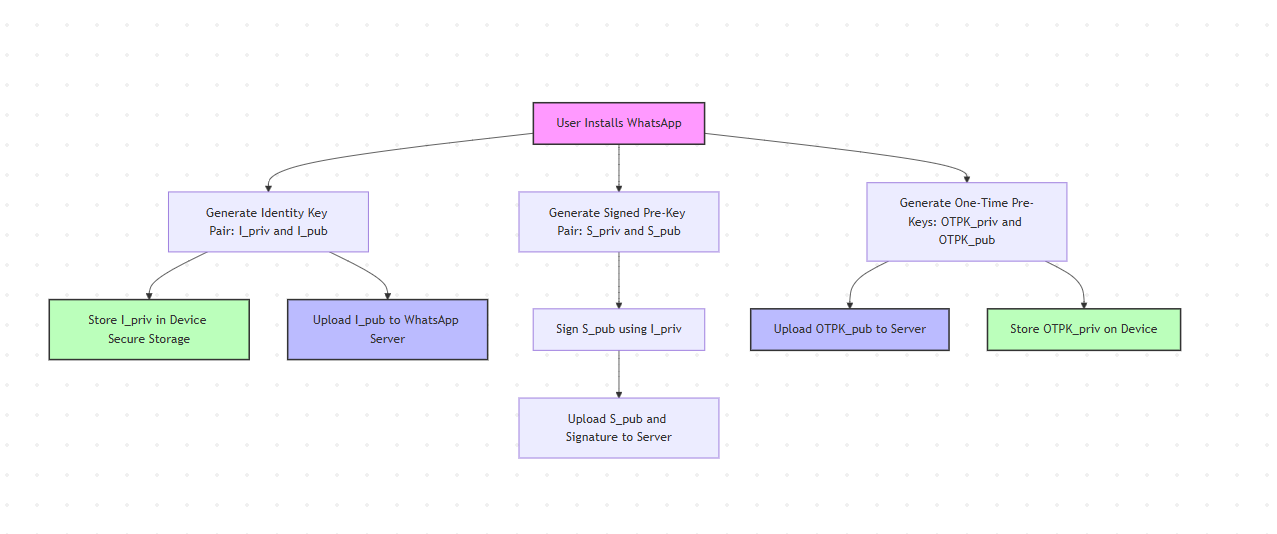 User Installs WhatsApp
Generate Identity Key
Pair: I_priv and I_pub
Generate Signed Pre-Key
Pair: S_priv and S_pub
Generate One-Time Pre-
Keys: OTPK_priv and
OTPK_pub
Store I_priv in Device
Secure Storage
Upload I_pub to WhatsApp
Server
Sign S_pub using I_priv
Upload OTPK_pub to Server
Store OTPK_priv on Device
Upload S_pub and
Signature to Server